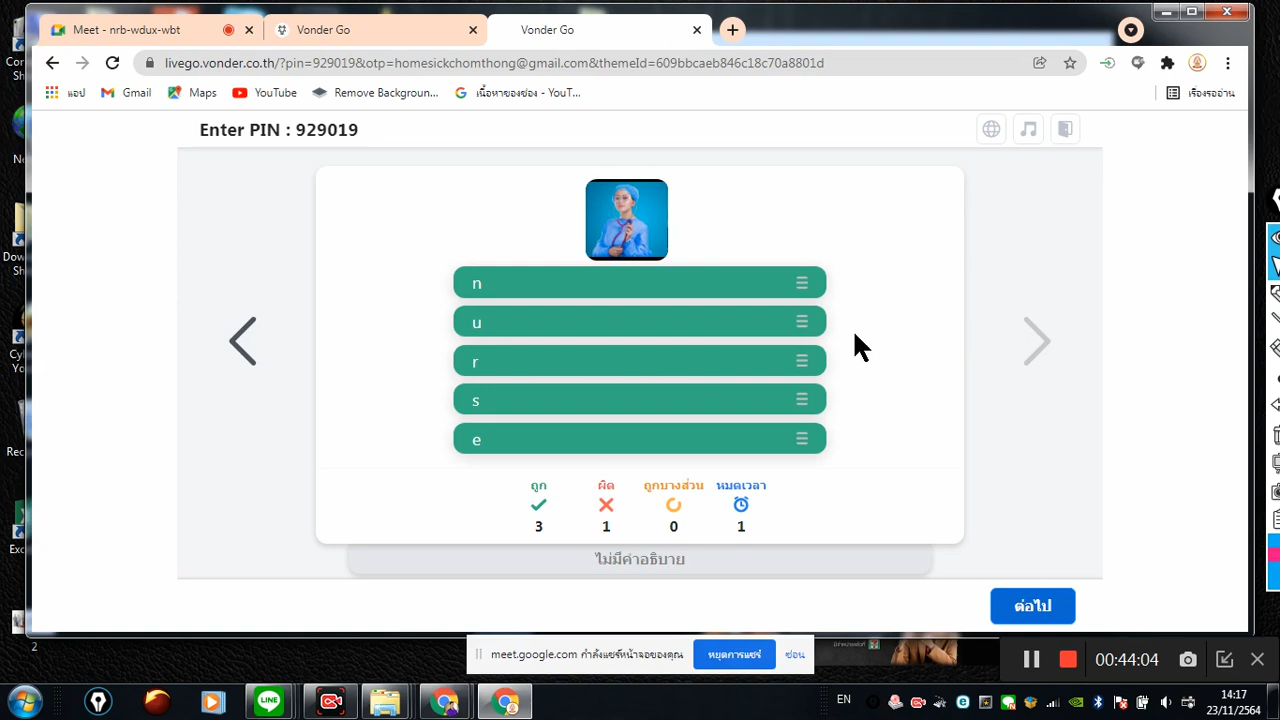 Meet - nrb-wdux-wbt
Vonder Go
Vonder Go
livego.vonder.co.th/?pin=929019&otp=homesickchomthong@gmail.com&themeId=609bbcaeb846c18c70a8801d
แอป
Gmail
Maps
YouTube
Remove Backgroun...
เนื้อหาของช่อง - YouT...
เรื่องรออ่าน
Enter PIN : 929019
n
u
r
s
e
ถูก
ผิด
ถูกบางส่วน
หมดเวลา
3
1
0
1
ไม่มีคำอธิบาย
ต่อไป
2
meet.google.com กำลังแชร์หน้าจอของคุณ
หยุดการแชร์
ซ่อน
00:44:04
LINE
EN
14:17
23/11/2564